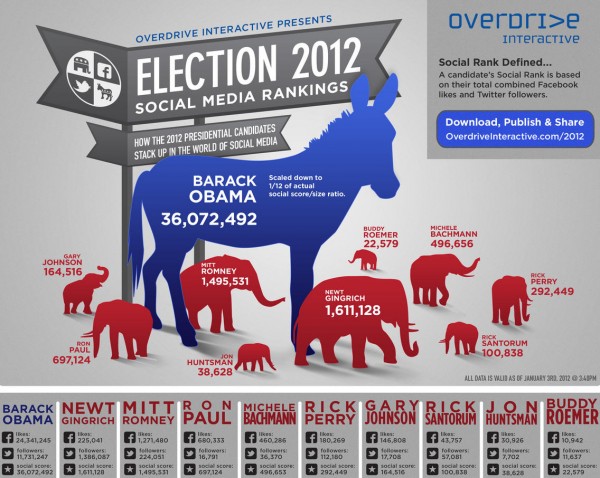 OVERDRIVE INTERACTIVE PRESENTS
ELECTION 2012
SOCIAL MEDIA RANKINGS
HOW THE 2012 PRESIDENTIAL CANDIDATES
STACK UP IN THE WORLD OF SOCIAL MEDIA
overdrive
INTERACTIVE
Social Rank Defined...
A candidate's Social Rank is based
on their total combined Facebook
likes and Twitter followers.
Download, Publish & Share
OverdriveInteractive.com/2012
BARACK
OBAMA
36,072,492
Scaled down to
1/12 of actual
social score/size ratio.
BUDDY
ROEMER
22,579
MICHELE
BACHMANN
496,656
GARY
JOHNSON
164,516
MITT
ROMNEY
1,495,531
NEWT
GINGRICH
1,611,128
RICK
PERRY
292,449
RON
PAUL
697,124
JON
HUNTSMAN
38,628
RICK
SANTORUM
100,838
ALL DATA IS VALID AS OF JANUARY 3RD, 2012 @ 3:40PM
BARACK
OBAMA
likes:
24,341,245
followers:
11,731,247
social score:
36,072,492
NEWT
GINGRICH
likes:
225,041
followers:
1,386,087
social score:
1,611,128
MITT
ROMNEY
likes:
1,271,480
followers:
224,051
social score:
1,495,531
RON
PAUL
likes:
680,333
followers:
16,791
social score:
697,124
MICHELE
BACHMANN
likes:
460,286
followers:
36,370
social score:
496,653
RICK
PERRY
likes:
180,269
followers:
112,180
social score:
292,449
GARY
JOHNSON
likes:
146,808
followers:
17,708
social score:
164,516
RICK
SANTORUM
likes:
43,757
followers:
57,081
social score:
100,838
JON
HUNTSMAN
likes:
30,926
followers:
7,702
social score:
38,628
BUDDY
ROEMER
likes:
10,942
followers:
11,637
social score:
22,579